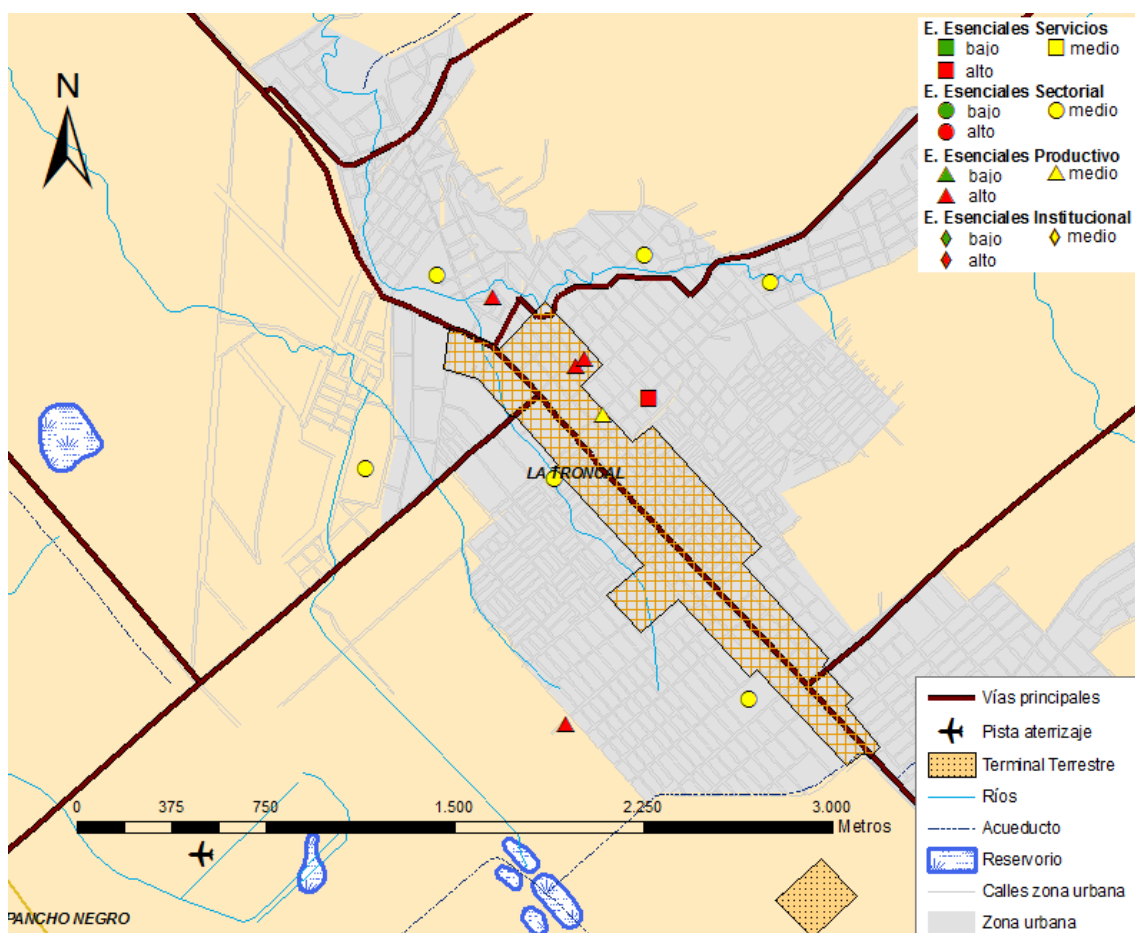 N
E. Esenciales Servicios
bajo medio
alto
E. Esenciales Sectorial
bajo medio
alto
E. Esenciales Productivo
bajo medio
alto
E. Esenciales Institucional
bajo medio
alto
LA TRONCAL
Vías principales
Pista aterrizaje
Terminal Terrestre
Ríos
Acueducto
Reservorio
Calles zona urbana
Zona urbana
0 375 750 1.500 2.250 3.000
Metros
PANCHO NEGRO